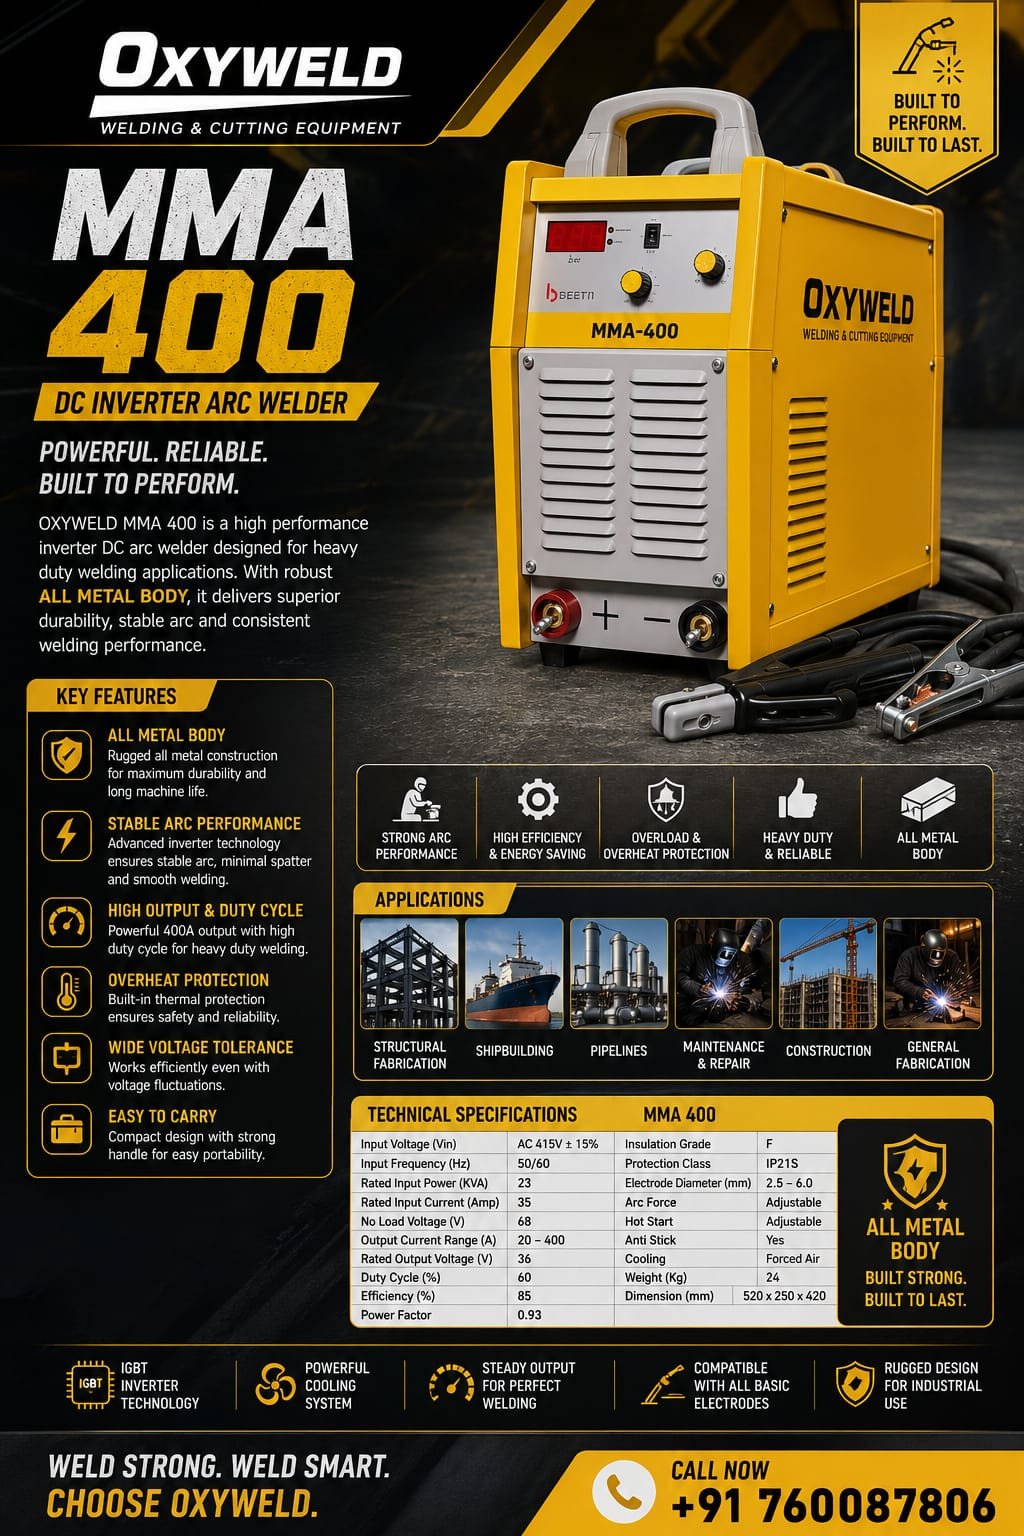 OXYWELD
WELDING & CUTTING EQUIPMENT
BUILT TO
PERFORM.
BUILT TO LAST.
MMA
400
DC INVERTER ARC WELDER
POWERFUL. RELIABLE.
BUILT TO PERFORM.
OXYWELD MMA 400 is a high performance
inverter DC arc welder designed for heavy
duty welding applications. With robust
ALL METAL BODY, it delivers superior
durability, stable arc and consistent
welding performance.
MMA-400
+ −
OXYWELD
WELDING & CUTTING EQUIPMENT
KEY FEATURES
ALL METAL BODY
Rugged all metal construction
for maximum durability and
long machine life.
STABLE ARC PERFORMANCE
Advanced inverter technology
ensures stable arc, minimal spatter
and smooth welding.
HIGH OUTPUT & DUTY CYCLE
Powerful 400A output with high
duty cycle for heavy duty welding.
OVERHEAT PROTECTION
Built-in thermal protection
ensures safety and reliability.
WIDE VOLTAGE TOLERANCE
Works efficiently even with
voltage fluctuations.
EASY TO CARRY
Compact design with strong
handle for easy portability.
STRONG ARC
PERFORMANCE
HIGH EFFICIENCY
& ENERGY SAVING
OVERLOAD &
OVERHEAT PROTECTION
HEAVY DUTY
& RELIABLE
ALL METAL
BODY
APPLICATIONS
STRUCTURAL
FABRICATION
SHIPBUILDING
PIPELINES
MAINTENANCE
& REPAIR
CONSTRUCTION
GENERAL
FABRICATION
TECHNICAL SPECIFICATIONS MMA 400
Input Voltage (Vin) AC 415V ± 15% Insulation Grade F
Input Frequency (Hz) 50/60 Protection Class IP21S
Rated Input Power (KVA) 23 Electrode Diameter (mm) 2.5 – 6.0
Rated Input Current (Amp) 35 Arc Force Adjustable
No Load Voltage (V) 68 Hot Start Adjustable
Output Current Range (A) 20 – 400 Anti Stick Yes
Rated Output Voltage (V) 36 Cooling Forced Air
Duty Cycle (%) 60 Weight (Kg) 24
Efficiency (%) 85 Dimension (mm) 520 x 250 x 420
Power Factor 0.93
ALL METAL
BODY
BUILT STRONG.
BUILT TO LAST.
IGBT
IGBT
INVERTER
TECHNOLOGY
POWERFUL
COOLING
SYSTEM
STEADY OUTPUT
FOR PERFECT
WELDING
COMPATIBLE
WITH ALL BASIC
ELECTRODES
RUGGED DESIGN
FOR INDUSTRIAL
USE
WELD STRONG. WELD SMART.
CHOOSE OXYWELD.
CALL NOW
+91 760087806